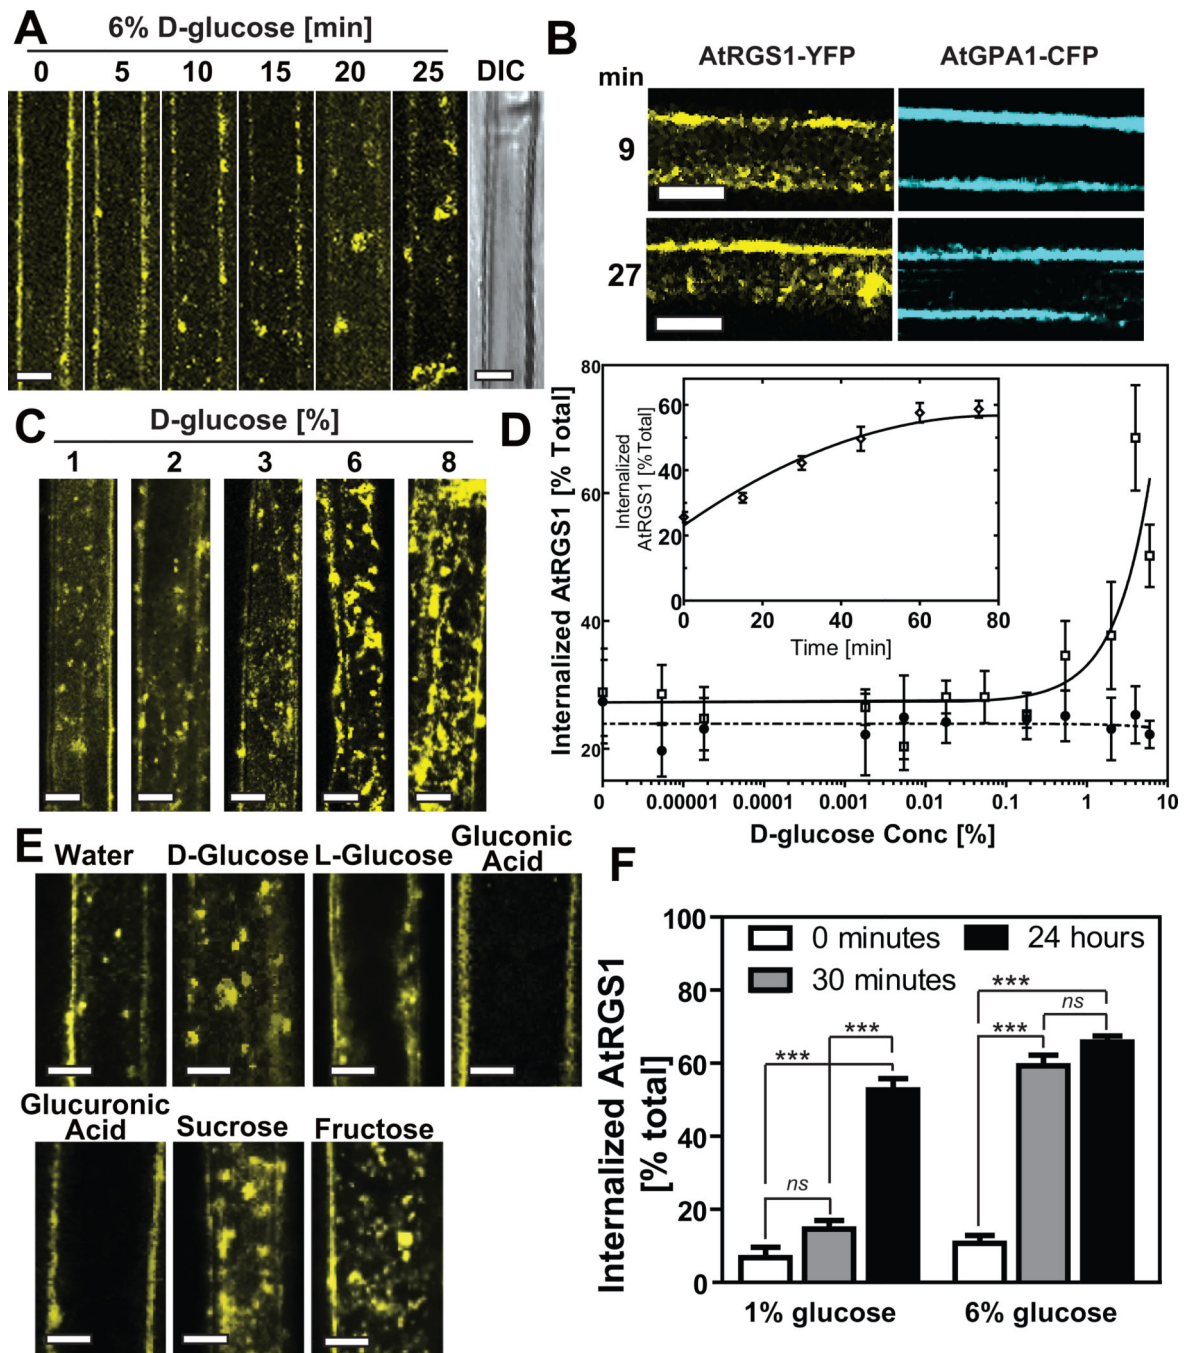 A
6% D-glucose [min]
0 5 10 15 20 25 DIC
B
AtRGS1-YFP AtGPA1-CFP
min
9
27
C
D-glucose [%]
1 2 3 6 8
D
Internalized AtRGS1 [% Total]
80
60
40
20
0 0.00001 0.0001 0.001 0.01 0.1 1 10
D-glucose Conc [%]
Internalized
AtRGS1 [%Total]
60
40
20
0
0 20 40 60 80
Time [min]
E
Water D-Glucose L-Glucose Gluconic
Acid
Glucuronic
Acid Sucrose Fructose
F
Internalized AtRGS1
[% total]
100
80
60
40
20
0
0 minutes 24 hours
30 minutes
*** ns
*** ***
***
ns
1% glucose 6% glucose